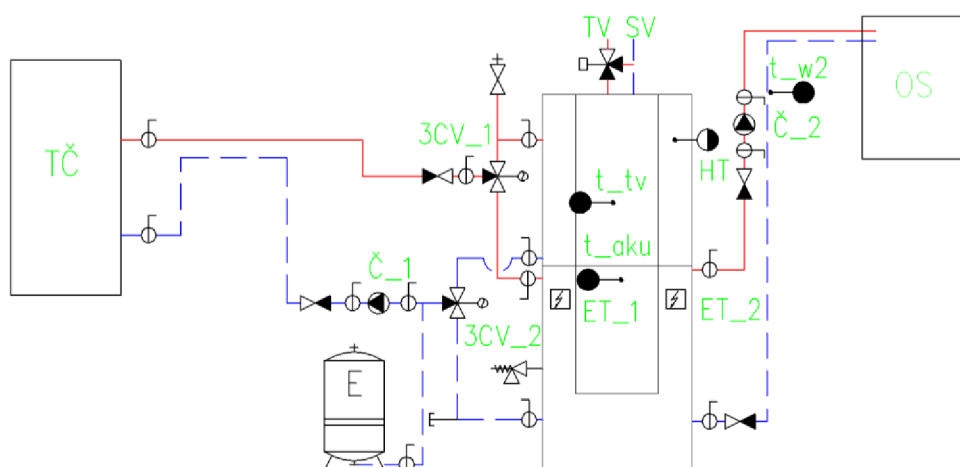 TV SV
t_w2
OS
3CV_1
Č_2
TČ
HT
t_tv
t_aku
Č_1
ET_1
ET_2
3CV_2
E